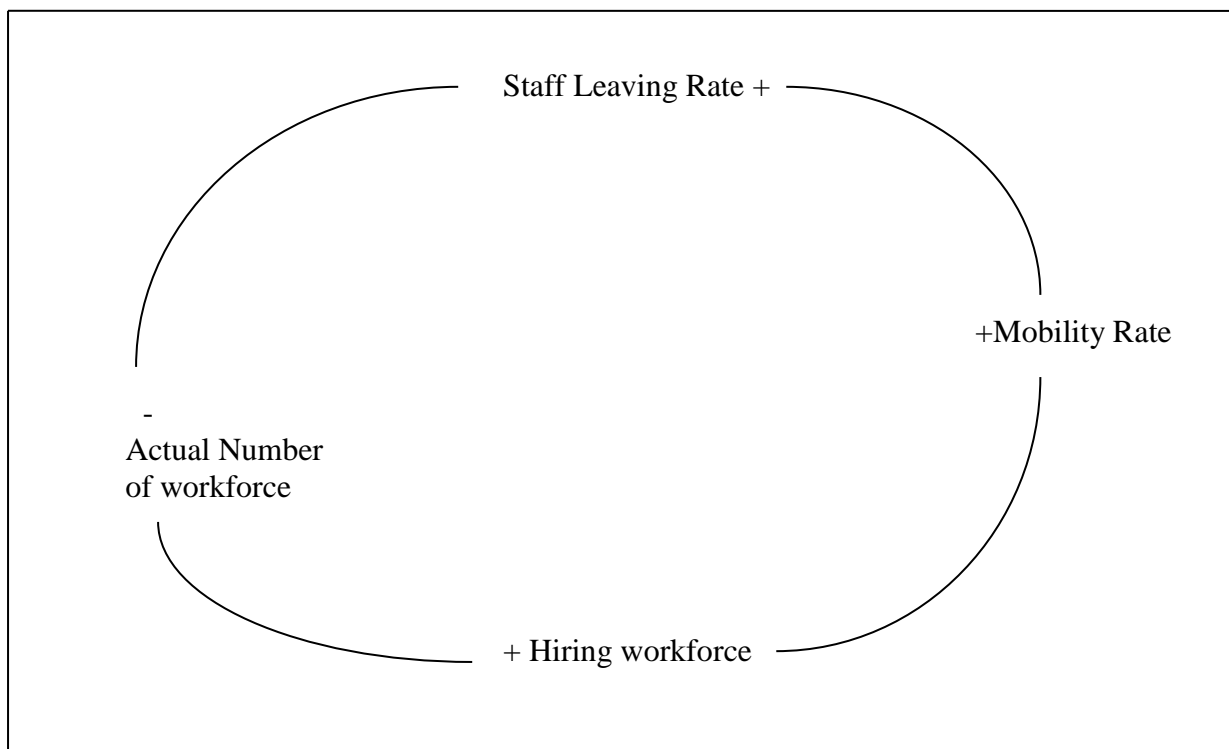 Staff Leaving Rate +
+Mobility Rate
-
Actual Number
of workforce
+ Hiring workforce